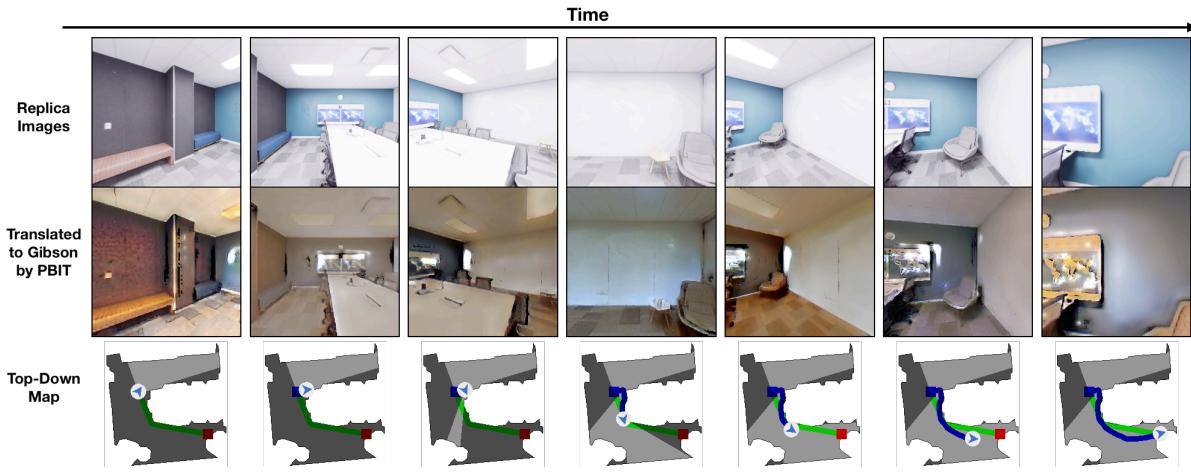 Time
Replica
Images
Translated
to Gibson
by PBIT
Top-Down
Map